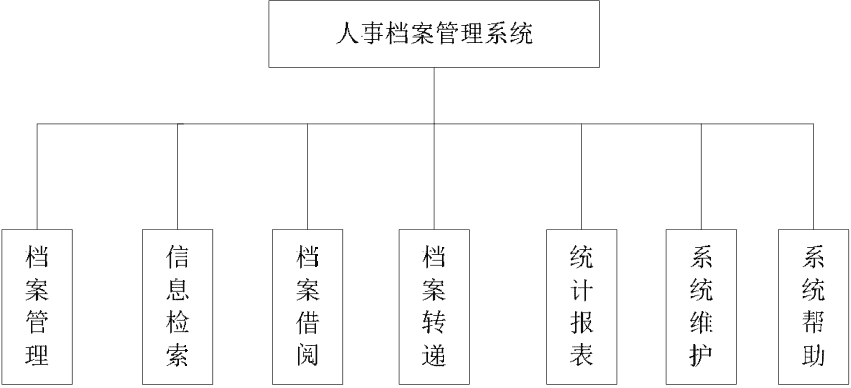 人事档案管理系统
档案管理
信息检索
档案借阅
档案转递
统计报表
系统维护
系统帮助